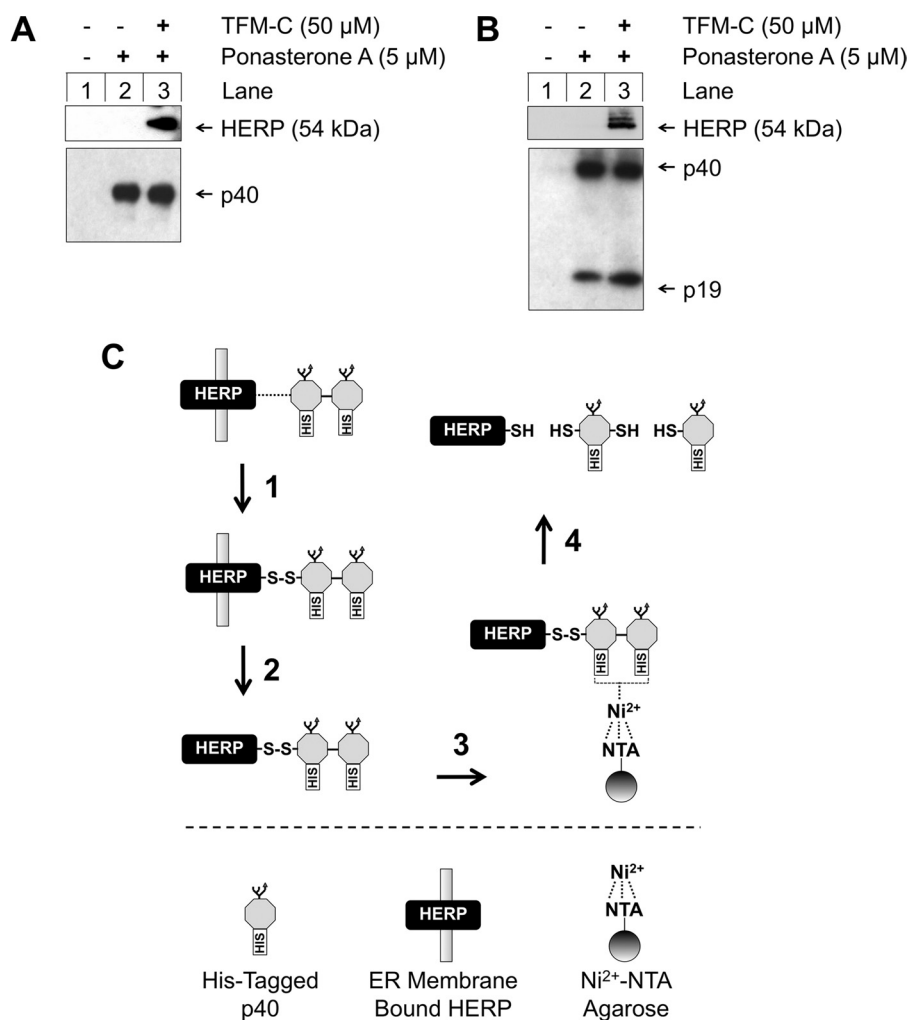 A
- - + TFM-C (50 µM)
- + + Ponasterone A (5 µM)
1 2 3 Lane
HERP (54 kDa)
p40
B
- - + TFM-C (50 µM)
- + + Ponasterone A (5 µM)
1 2 3 Lane
HERP (54 kDa)
p40
p19
C
HERP
HIS HIS
1
HERP -S-S-
HIS HIS
2
HERP -S-S-
HIS HIS
3
HERP -S-S-
HIS HIS
Ni2+
NTA
4
HERP -SH HS- -SH HS-
HIS HIS
HIS
His-Tagged
p40
HERP
ER Membrane
Bound HERP
Ni2+
NTA
Ni2+-NTA
Agarose